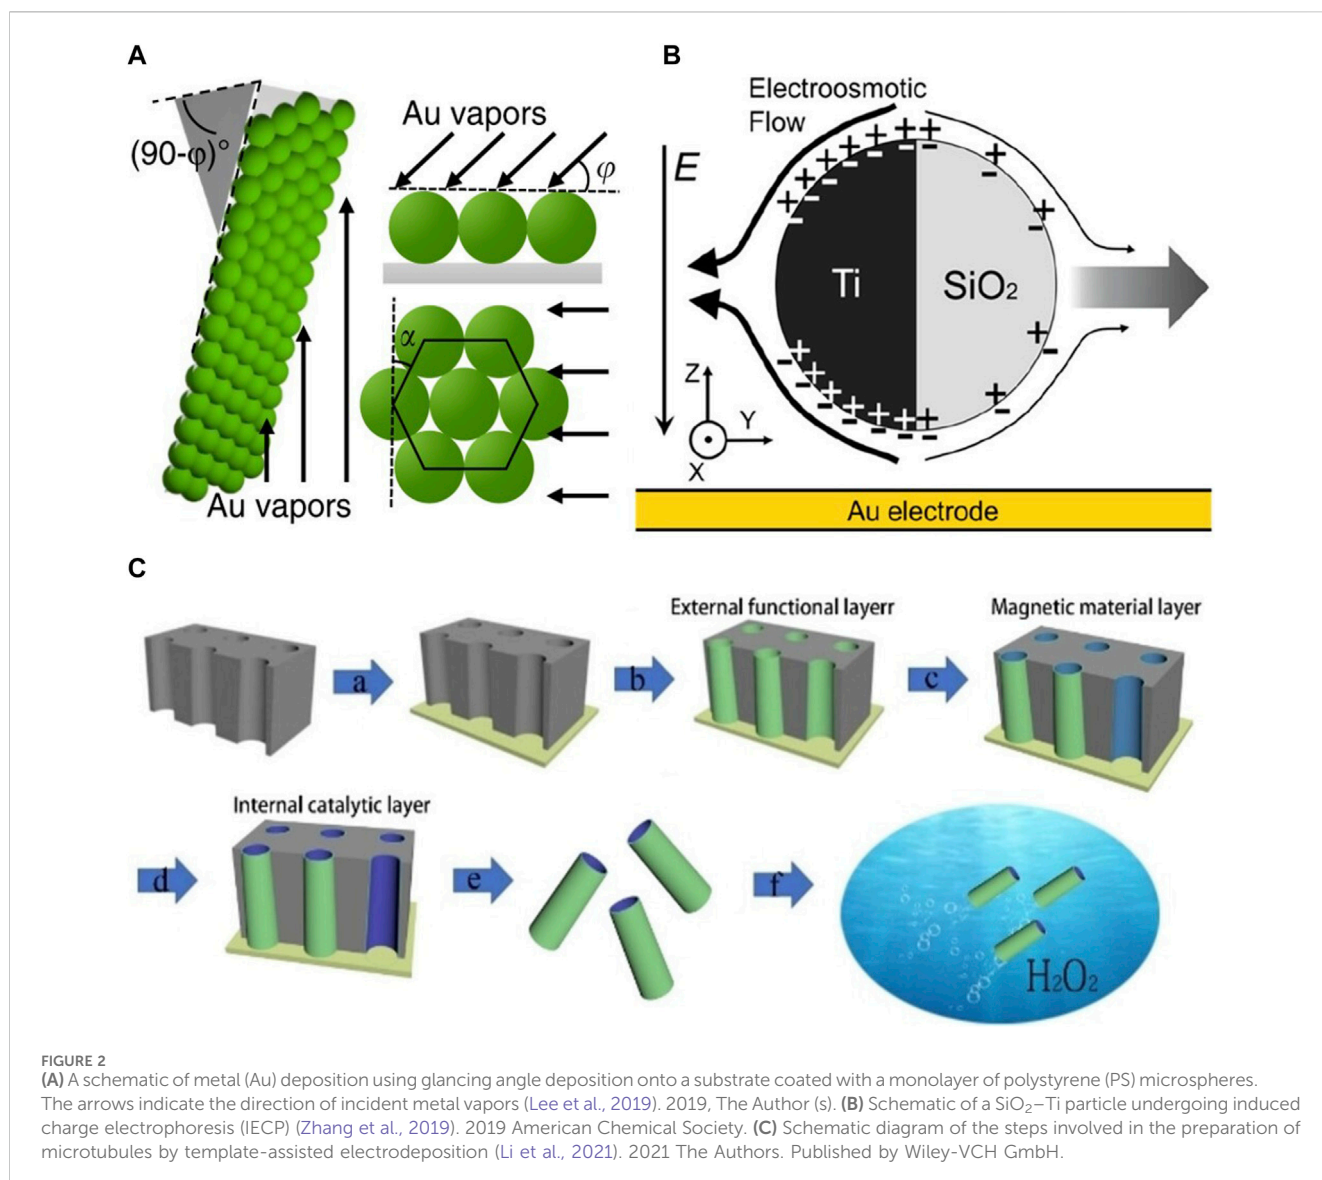 A
(90-φ)°
Au vapors
Au vapors
φ
α
B
Electroosmotic
Flow
E
Ti
SiO₂
Z
Y
X
Au electrode
C
a
b
External functional layerr
c
Magnetic material layer
d
Internal catalytic layer
e
f
H₂O₂
FIGURE 2
(A) A schematic of metal (Au) deposition using glancing angle deposition onto a substrate coated with a monolayer of polystyrene (PS) microspheres.
The arrows indicate the direction of incident metal vapors (Lee et al., 2019). 2019, The Author (s). (B) Schematic of a SiO₂–Ti particle undergoing induced
charge electrophoresis (IECP) (Zhang et al., 2019). 2019 American Chemical Society. (C) Schematic diagram of the steps involved in the preparation of
microtubules by template-assisted electrodeposition (Li et al., 2021). 2021 The Authors. Published by Wiley-VCH GmbH.